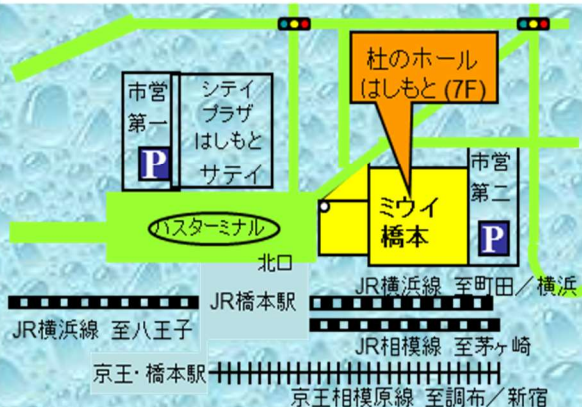 杜のホール
はしもと(7F)
市営
第一
P
シテイ
プラザ
はしもと
サテイ
市営
第二
P
ミウイ
橋本
バスターミナル
北口
JR橋本駅
JR横浜線 至町田/横浜
JR横浜線 至八王子
JR相模線 至茅ヶ崎
京王・橋本駅
京王相模原線 至調布/新宿